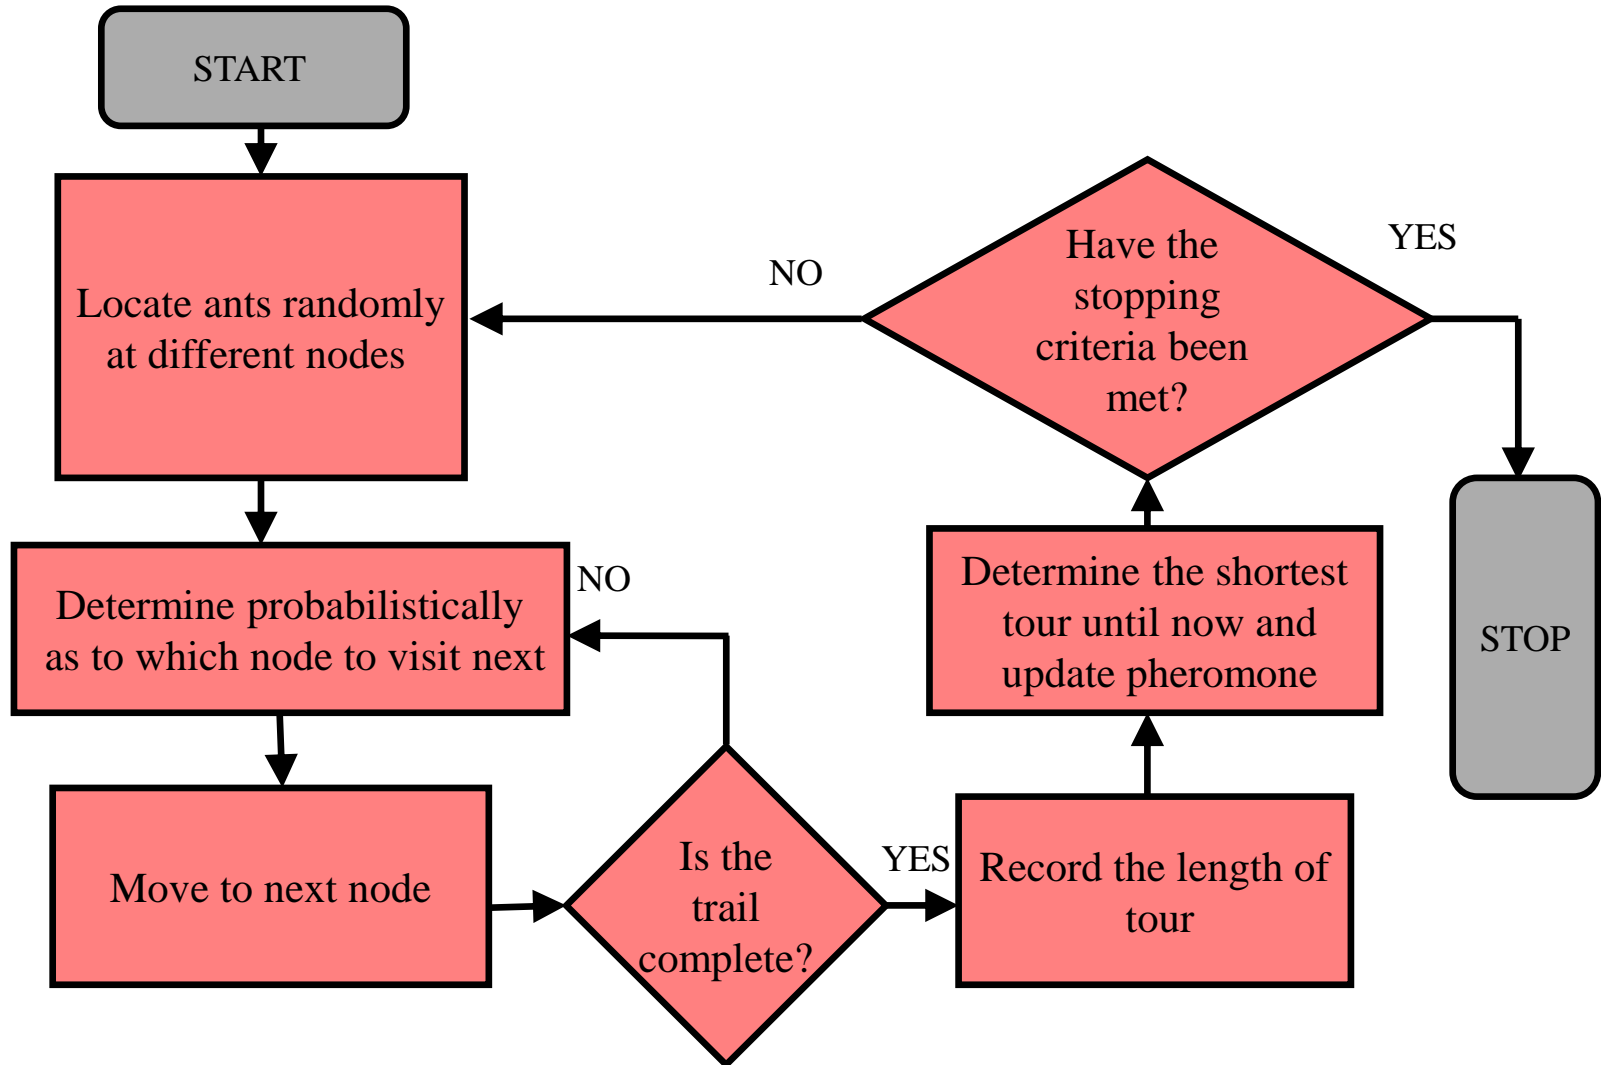 START
Locate ants randomly
at different nodes
Determine probabilistically
as to which node to visit next
NO
Move to next node
Is the
trail
complete?
YES
Record the length of
tour
Determine the shortest
tour until now and
update pheromone
Have the
stopping
criteria been
met?
NO
YES
STOP